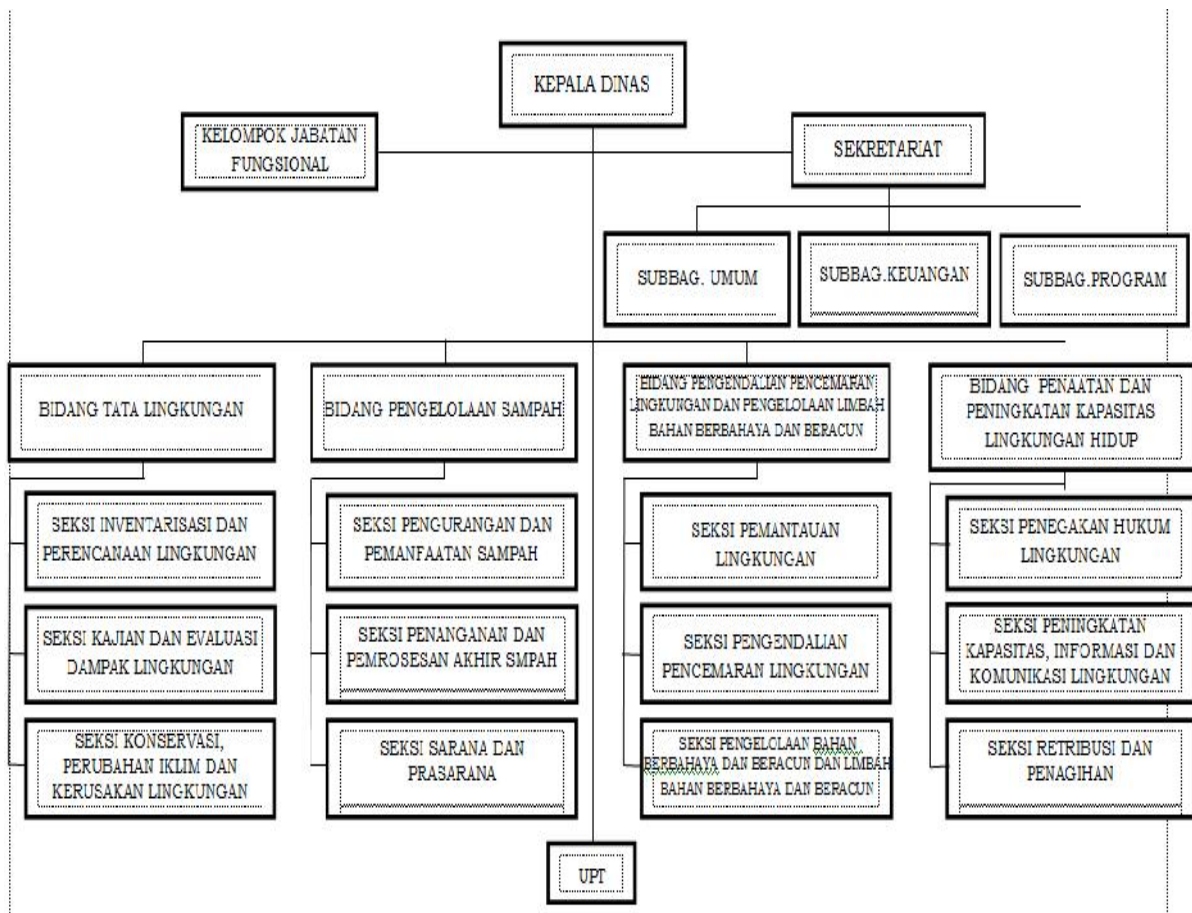 KEPALA DINAS
KELOMPOK JABATAN
FUNGSIONAL
SEKRETARIAT
SUBBAG. UMUM
SUBBAG.KEUANGAN
SUBBAG.PROGRAM
BIDANG TATA LINGKUNGAN
BIDANG PENGELOLAAN SAMPAH
BIDANG PENGENDALIAN PENCEMARAN
LINGKUNGAN DAN PENGELOLAAN LIMBAH
BAHAN BERBAHAYA DAN BERACUN
BIDANG PENAATAN DAN
PENINGKATAN KAPASITAS
LINGKUNGAN HIDUP
SEKSI INVENTARISASI DAN
PERENCANAAN LINGKUNGAN
SEKSI PENGURANGAN DAN
PEMANFAATAN SAMPAH
SEKSI PEMANTAUAN
LINGKUNGAN
SEKSI PENEGAKAN HUKUM
LINGKUNGAN
SEKSI KAJIAN DAN EVALUASI
DAMPAK LINGKUNGAN
SEKSI PENANGANAN DAN
PEMROSESAN AKHIR SMPAH
SEKSI PENGENDALIAN
PENCEMARAN LINGKUNGAN
SEKSI PENINGKATAN
KAPASITAS, INFORMASI DAN
KOMUNIKASI LINGKUNGAN
SEKSI KONSERVASI,
PERUBAHAN IKLIM DAN
KERUSAKAN LINGKUNGAN
SEKSI SARANA DAN
PRASARANA
SEKSI PENGELOLAAN BAHAN
BERBAHAYA DAN BERACUN DAN LIMBAH
BAHAN BERBAHAYA DAN BERACUN
SEKSI RETRIBUSI DAN
PENAGIHAN
UPT